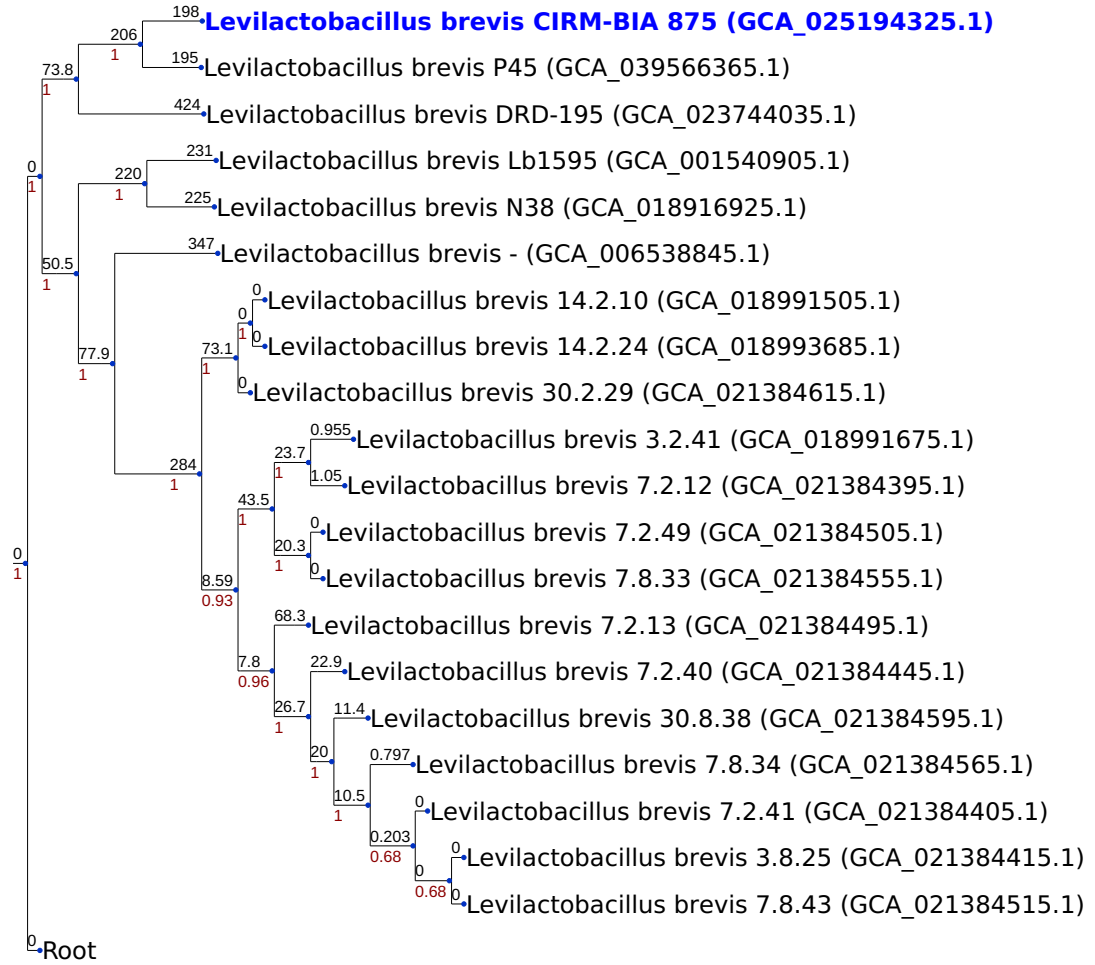 198
Levilactobacillus brevis CIRM-BIA 875 (GCA_025194325.1)
206
1
195
Levilactobacillus brevis P45 (GCA_039566365.1)
73.8
1
424
Levilactobacillus brevis DRD-195 (GCA_023744035.1)
0
1
231
Levilactobacillus brevis Lb1595 (GCA_001540905.1)
220
1
225
Levilactobacillus brevis N38 (GCA_018916925.1)
50.5
1
347
Levilactobacillus brevis - (GCA_006538845.1)
77.9
1
0
Levilactobacillus brevis 14.2.10 (GCA_018991505.1)
0
1
0
Levilactobacillus brevis 14.2.24 (GCA_018993685.1)
73.1
1
0
Levilactobacillus brevis 30.2.29 (GCA_021384615.1)
284
1
0.955
Levilactobacillus brevis 3.2.41 (GCA_018991675.1)
23.7
1
1.05
Levilactobacillus brevis 7.2.12 (GCA_021384395.1)
43.5
1
0
Levilactobacillus brevis 7.2.49 (GCA_021384505.1)
20.3
1
0
Levilactobacillus brevis 7.8.33 (GCA_021384555.1)
0
1
8.59
0.93
68.3
Levilactobacillus brevis 7.2.13 (GCA_021384495.1)
7.8
0.96
22.9
Levilactobacillus brevis 7.2.40 (GCA_021384445.1)
26.7
1
11.4
Levilactobacillus brevis 30.8.38 (GCA_021384595.1)
20
1
0.797
Levilactobacillus brevis 7.8.34 (GCA_021384565.1)
10.5
1
0
Levilactobacillus brevis 7.2.41 (GCA_021384405.1)
0.203
0.68
0
Levilactobacillus brevis 3.8.25 (GCA_021384415.1)
0
0.68
0
Levilactobacillus brevis 7.8.43 (GCA_021384515.1)
0
Root